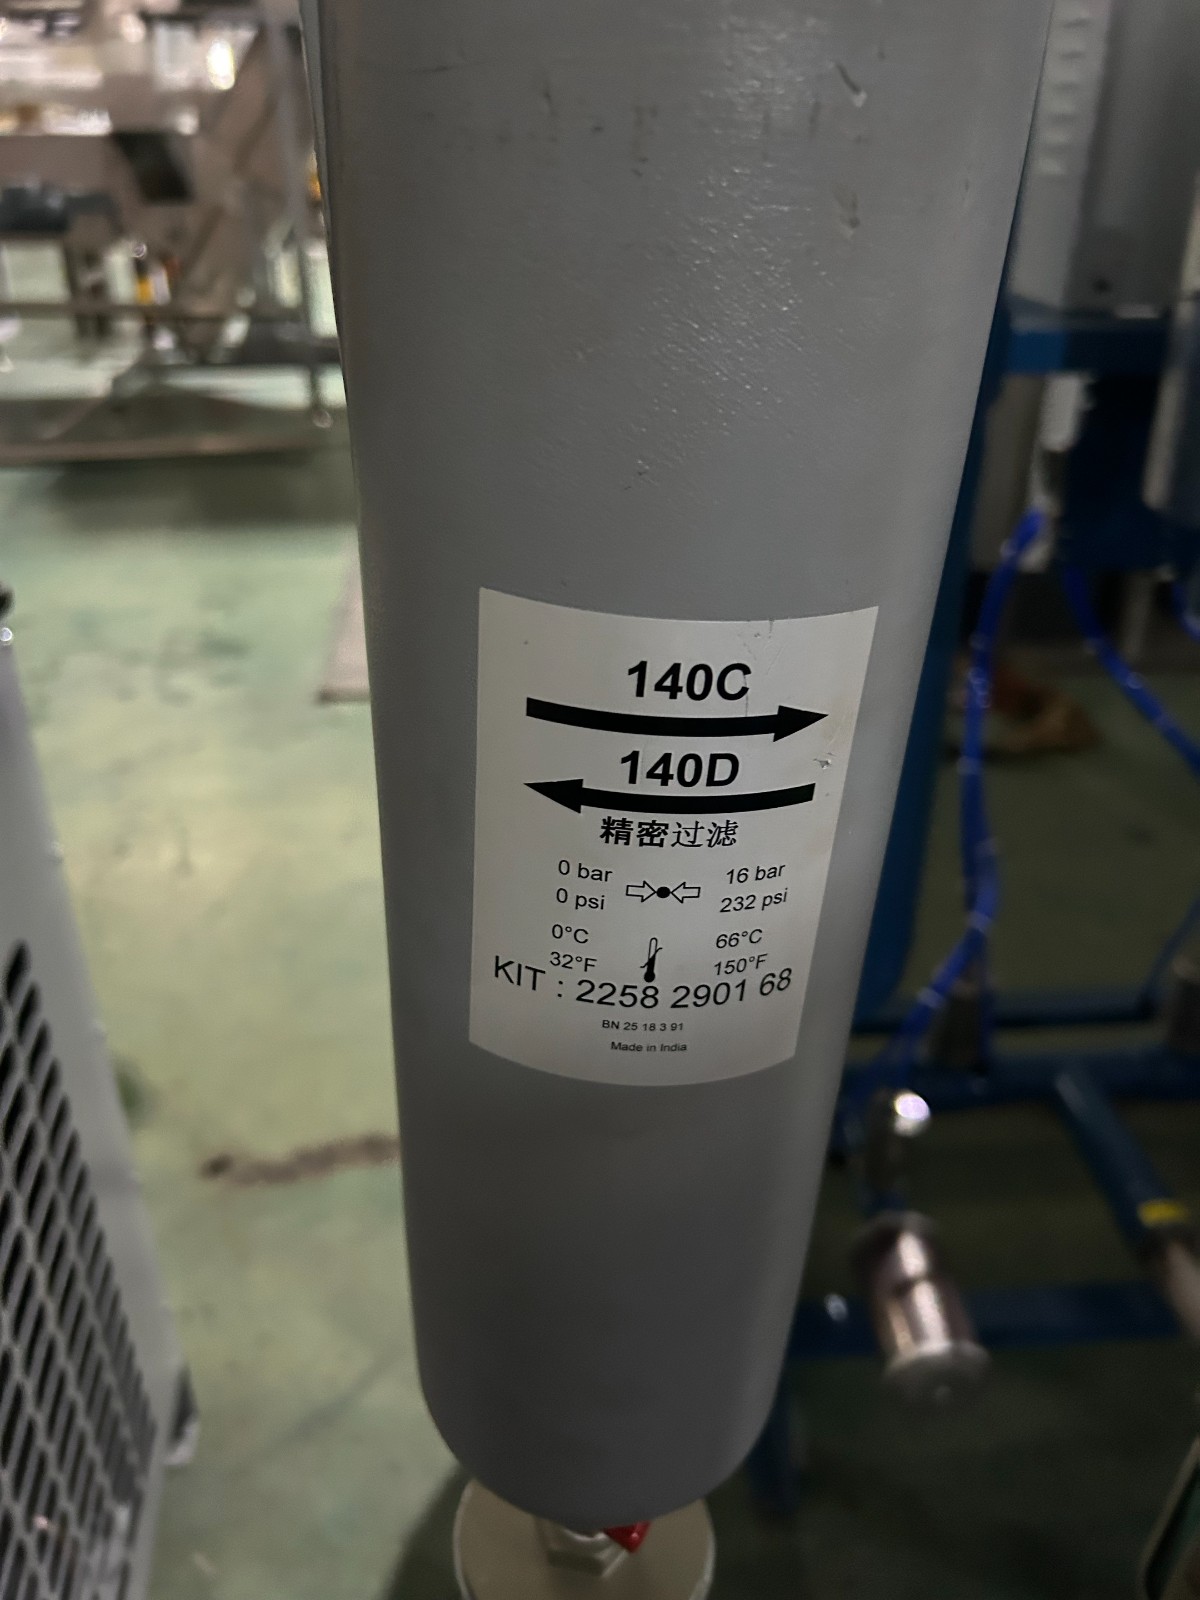 140C
140D
精密过滤
0 bar 16 bar
0 psi 232 psi
0°C 66°C
32°F 150°F
KIT : 2258 2901 68
BN 25 18 3 91
Made in India